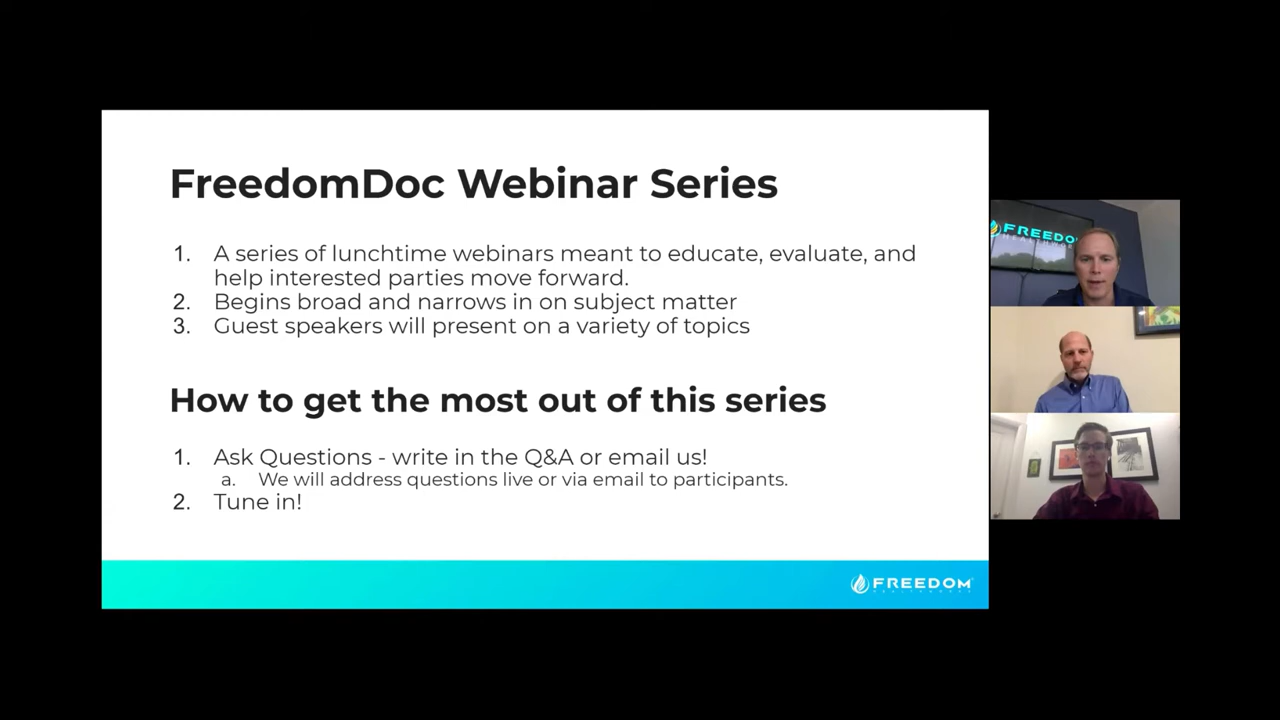 FreedomDoc Webinar Series
1. A series of lunchtime webinars meant to educate, evaluate, and
help interested parties move forward.
2. Begins broad and narrows in on subject matter
3. Guest speakers will present on a variety of topics
How to get the most out of this series
1. Ask Questions - write in the Q&A or email us!
a. We will address questions live or via email to participants.
2. Tune in!
FREEDOM
HEALTHWORKS
FREEDO
HEALTHWOR